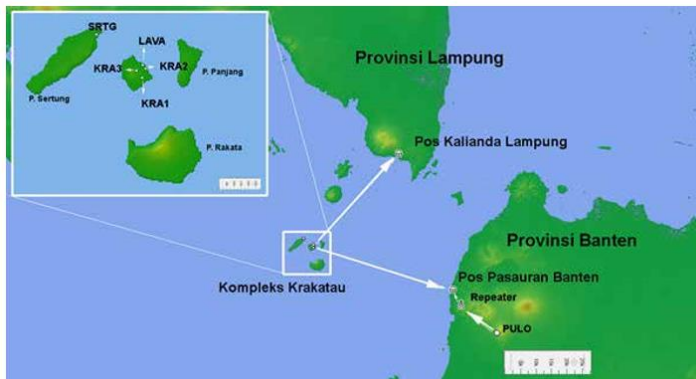 SRTG
LAVA
KRA3
KRA2
P. Panjang
P. Sertung
KRA1
P. Rakata
Provinsi Lampung
Pos Kalianda Lampung
Provinsi Banten
Kompleks Krakatau
Pos Pasauran Banten
Repeater
PULO